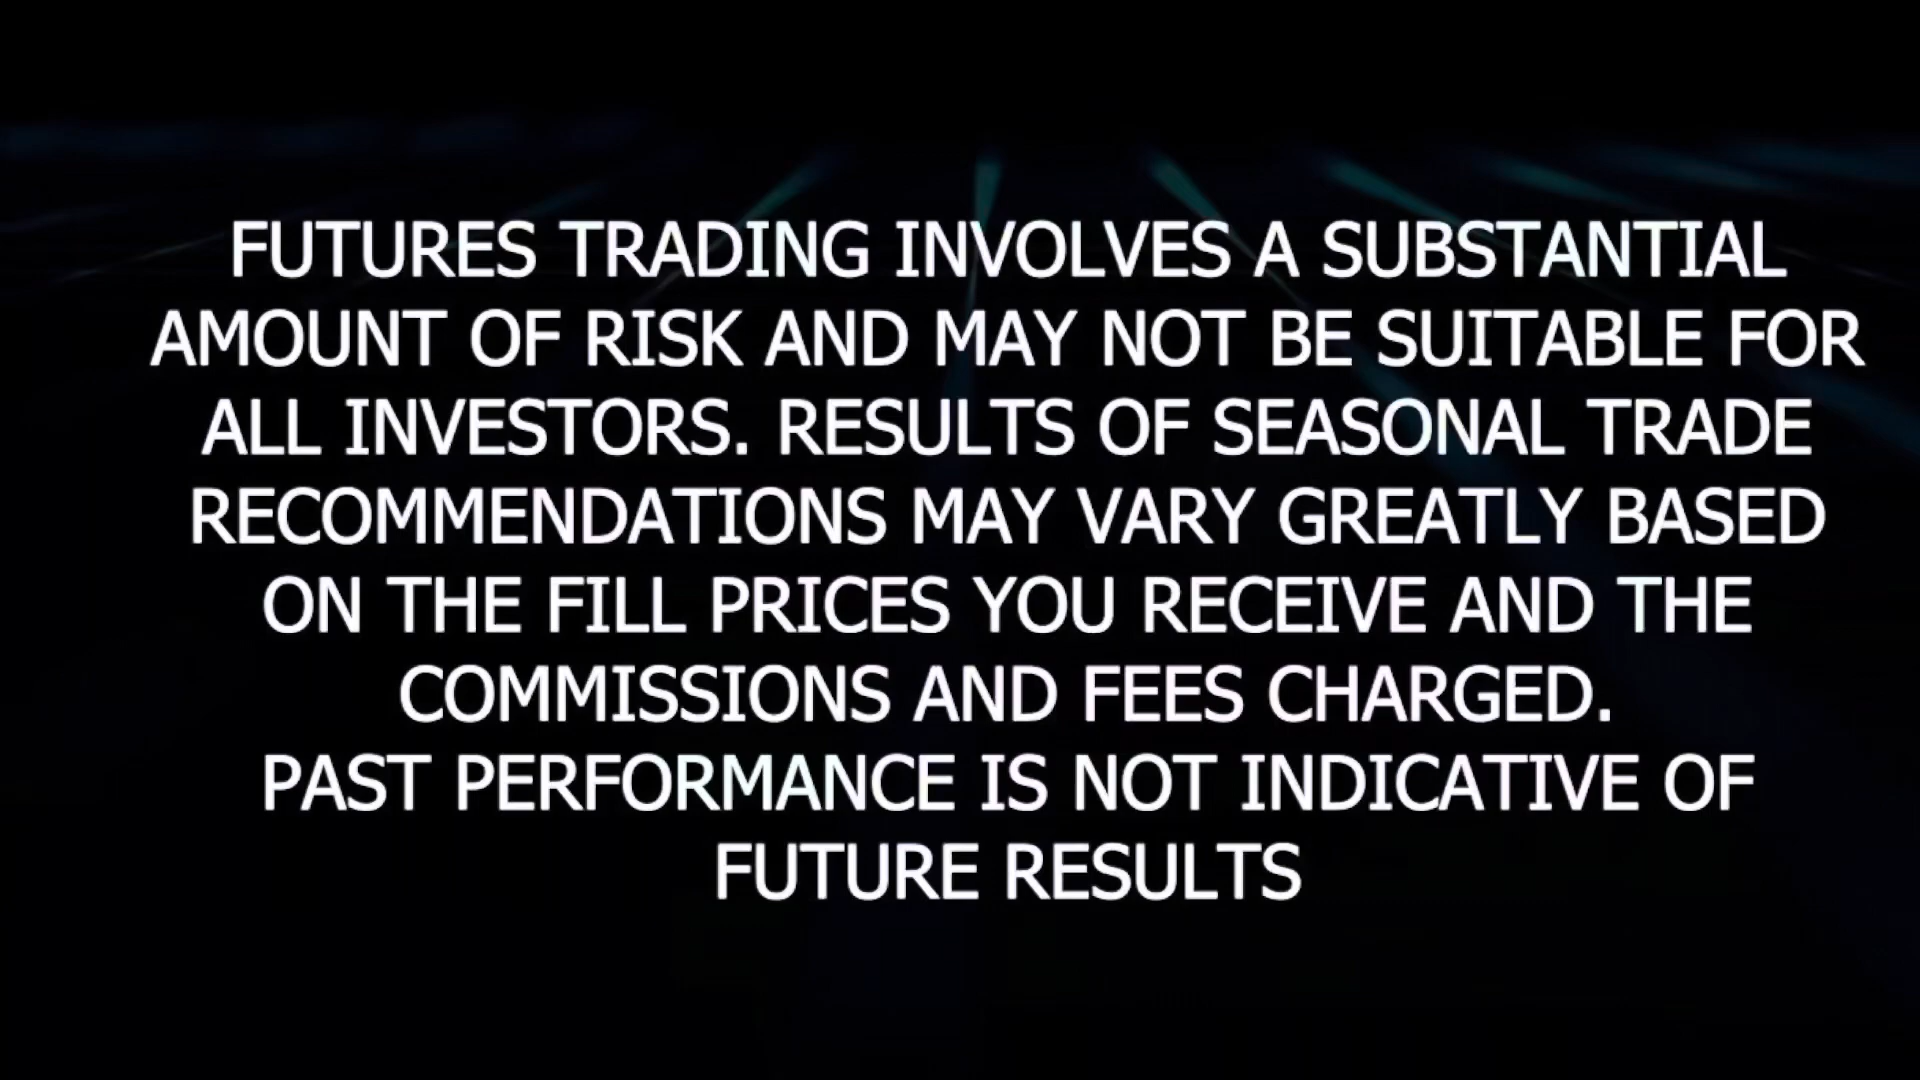 FUTURES TRADING INVOLVES A SUBSTANTIAL
AMOUNT OF RISK AND MAY NOT BE SUITABLE FOR
ALL INVESTORS. RESULTS OF SEASONAL TRADE
RECOMMENDATIONS MAY VARY GREATLY BASED
ON THE FILL PRICES YOU RECEIVE AND THE
COMMISSIONS AND FEES CHARGED.
PAST PERFORMANCE IS NOT INDICATIVE OF
FUTURE RESULTS